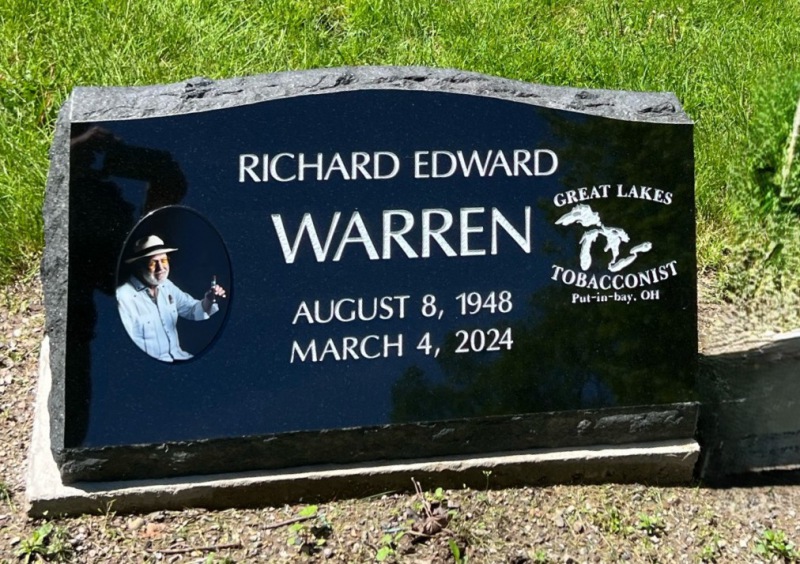 RICHARD EDWARD
WARREN
AUGUST 8, 1948
MARCH 4, 2024
GREAT LAKES
TOBACCONIST
Put-in-bay, OH